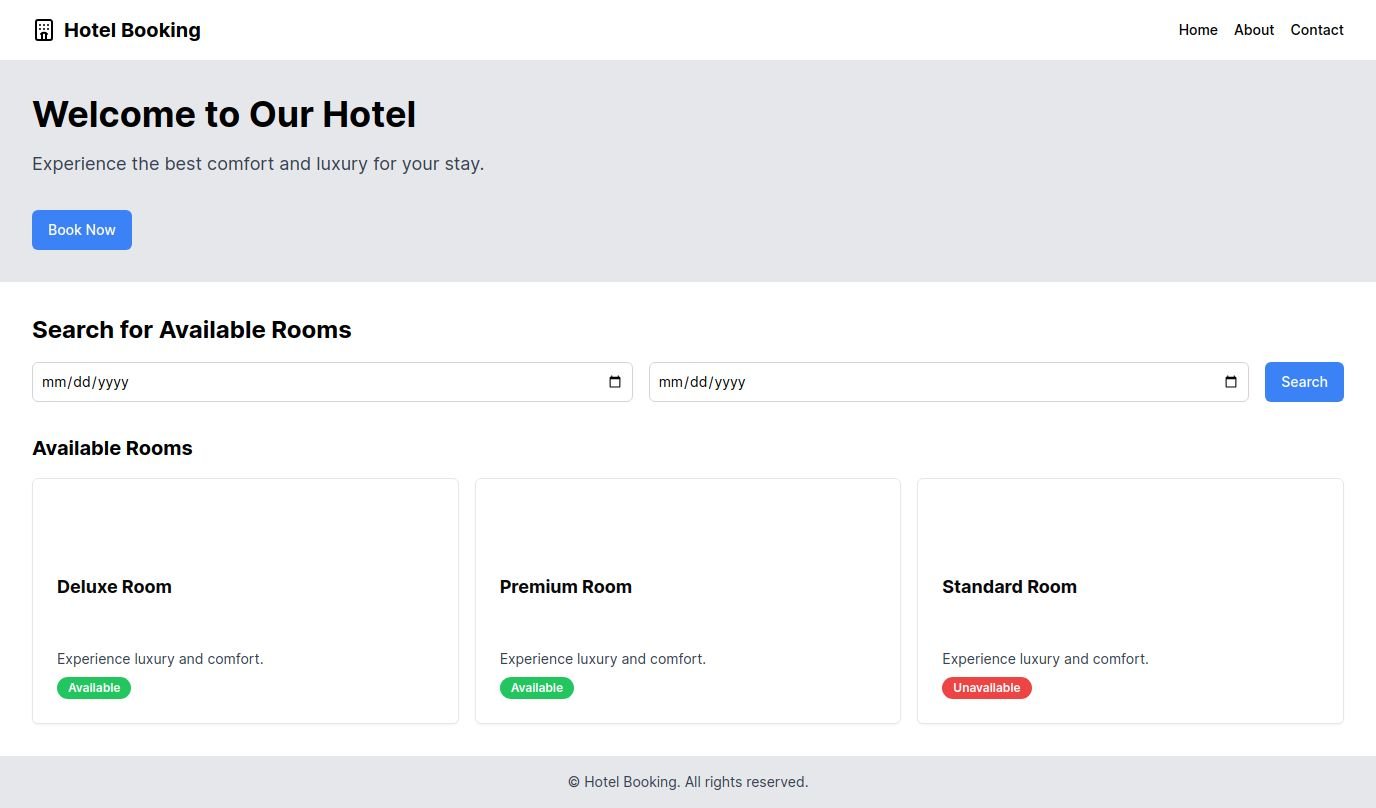 Hotel Booking
Home About Contact
Welcome to Our Hotel
Experience the best comfort and luxury for your stay.
Book Now
Search for Available Rooms
mm/dd/yyyy mm/dd/yyyy Search
Available Rooms
Deluxe Room
Experience luxury and comfort.
Available
Premium Room
Experience luxury and comfort.
Available
Standard Room
Experience luxury and comfort.
Unavailable
© Hotel Booking. All rights reserved.